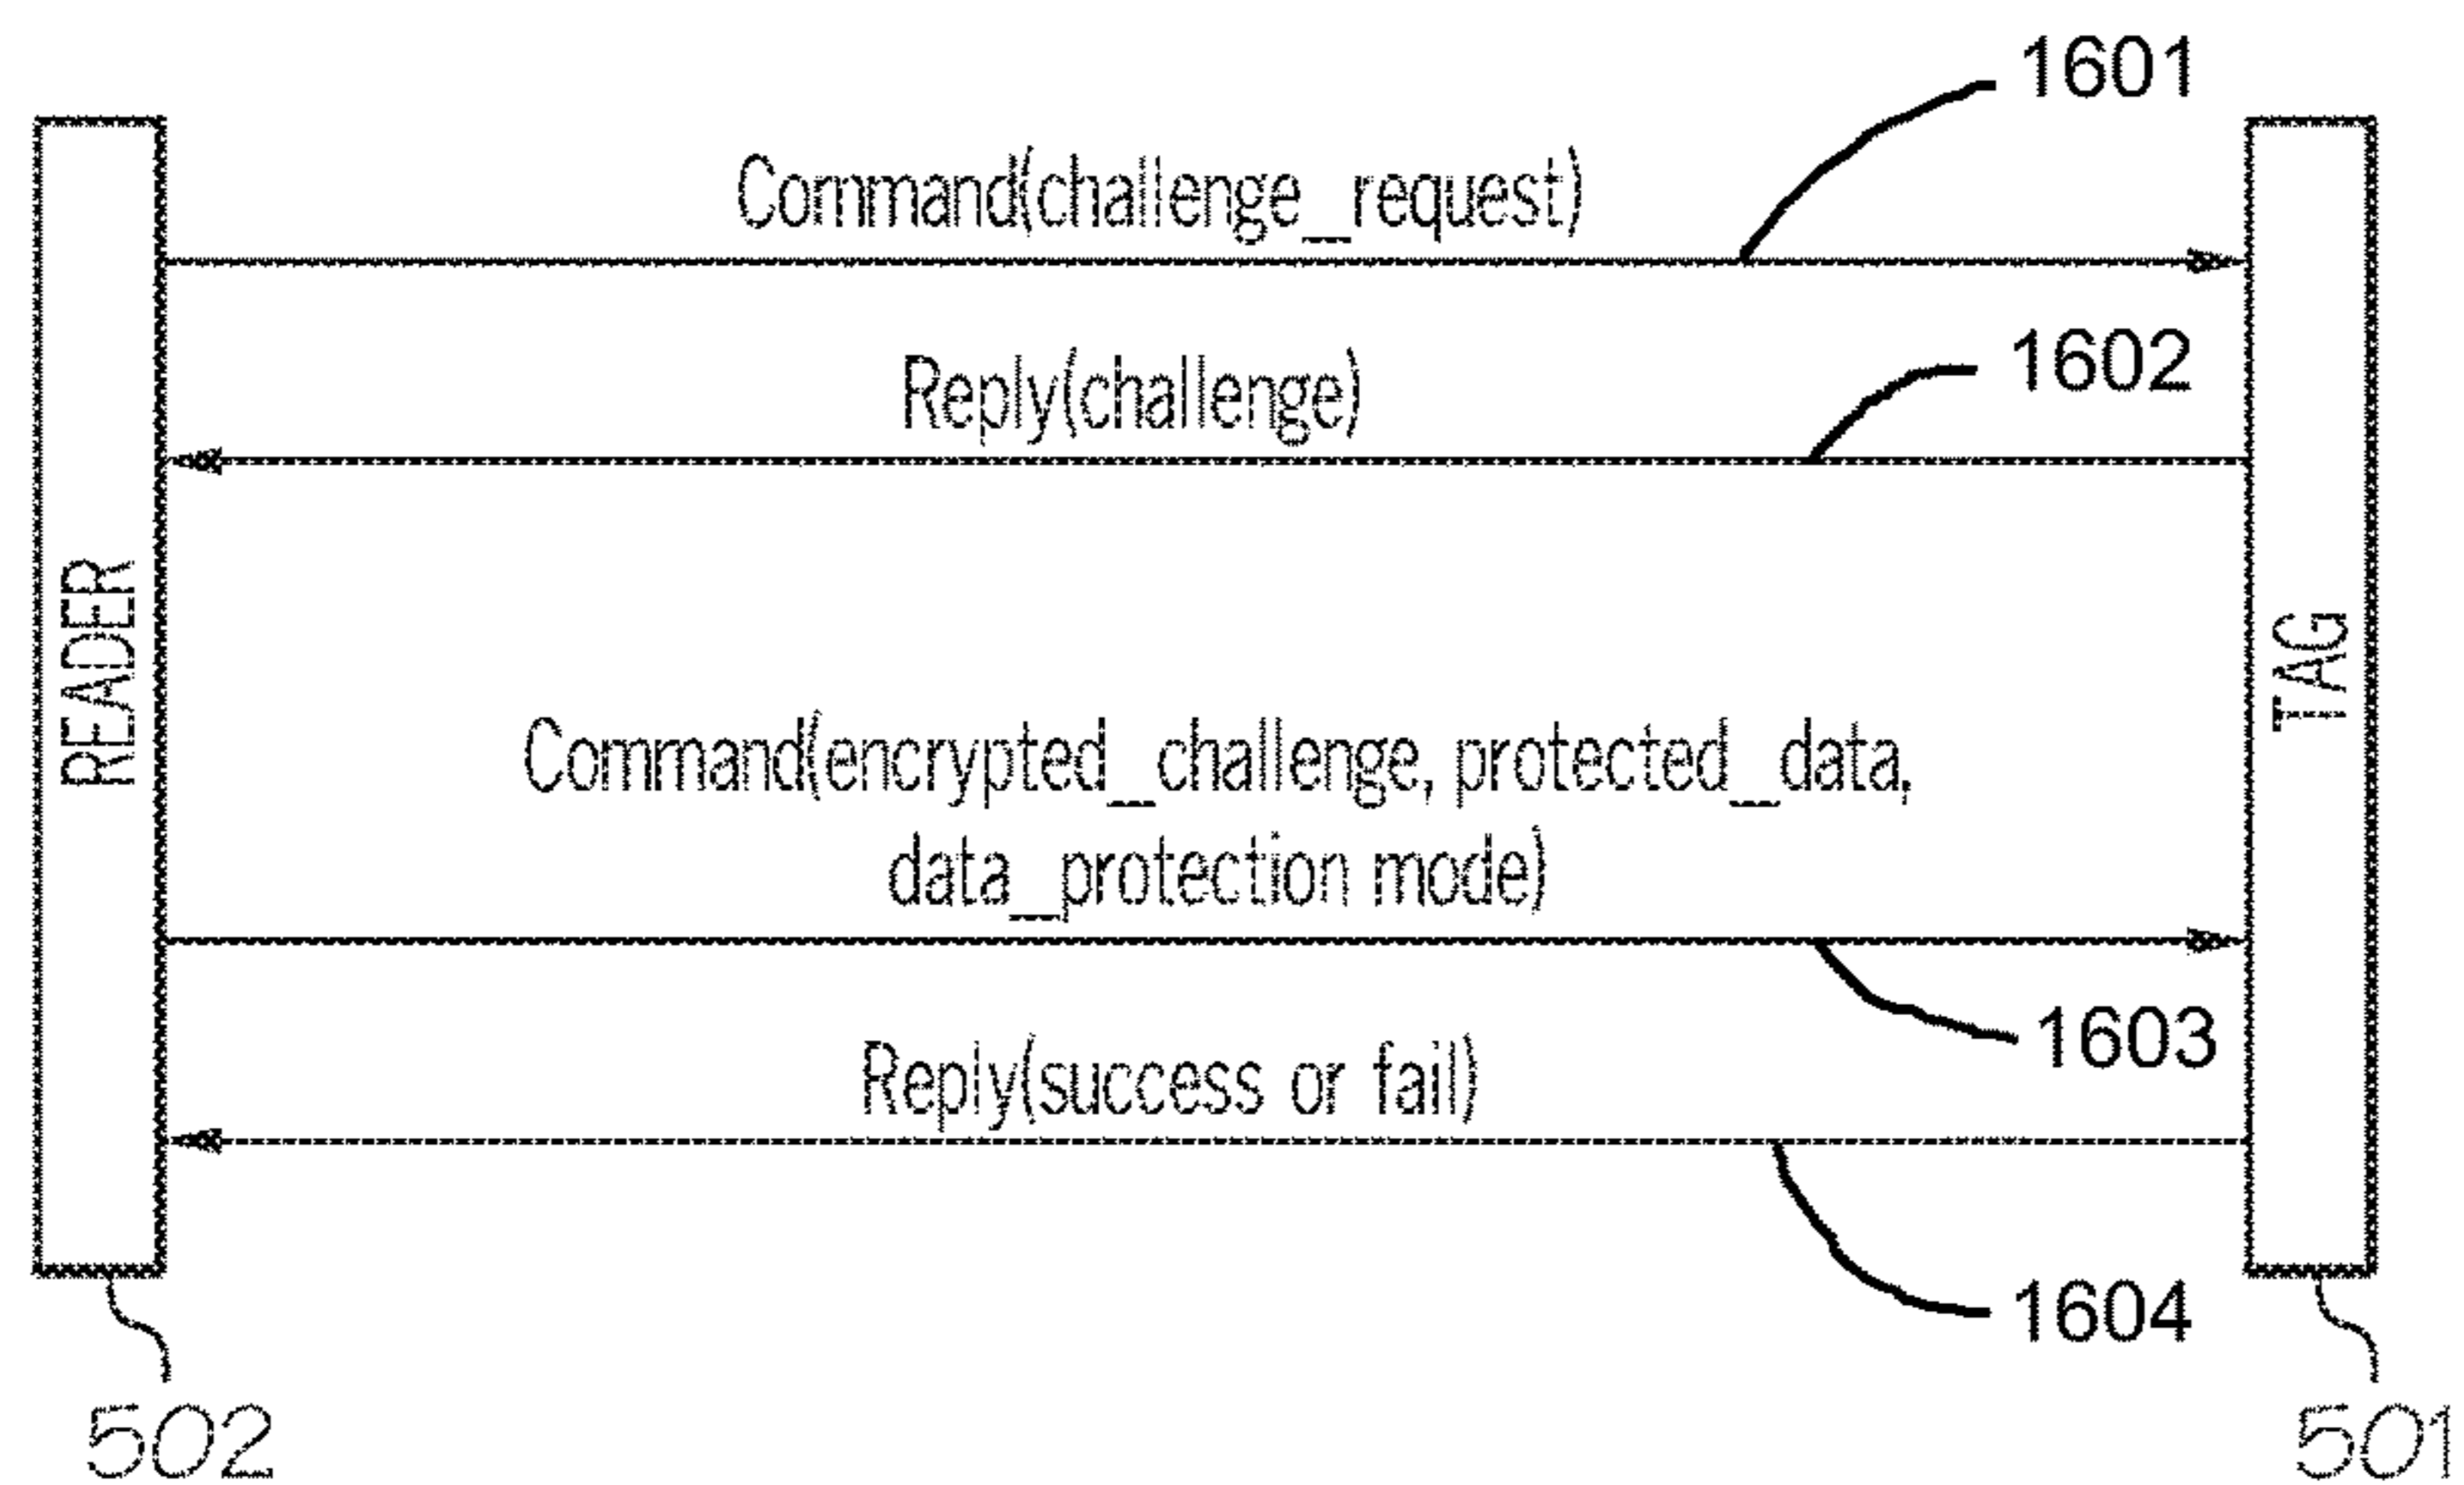 1601
Command(challenge_request)
1602
Reply(challenge)
READER
TAG
Command(encrypted_challenge, protected_data,
data_protection mode)
1603
Reply(success or fail)
1604
502
501